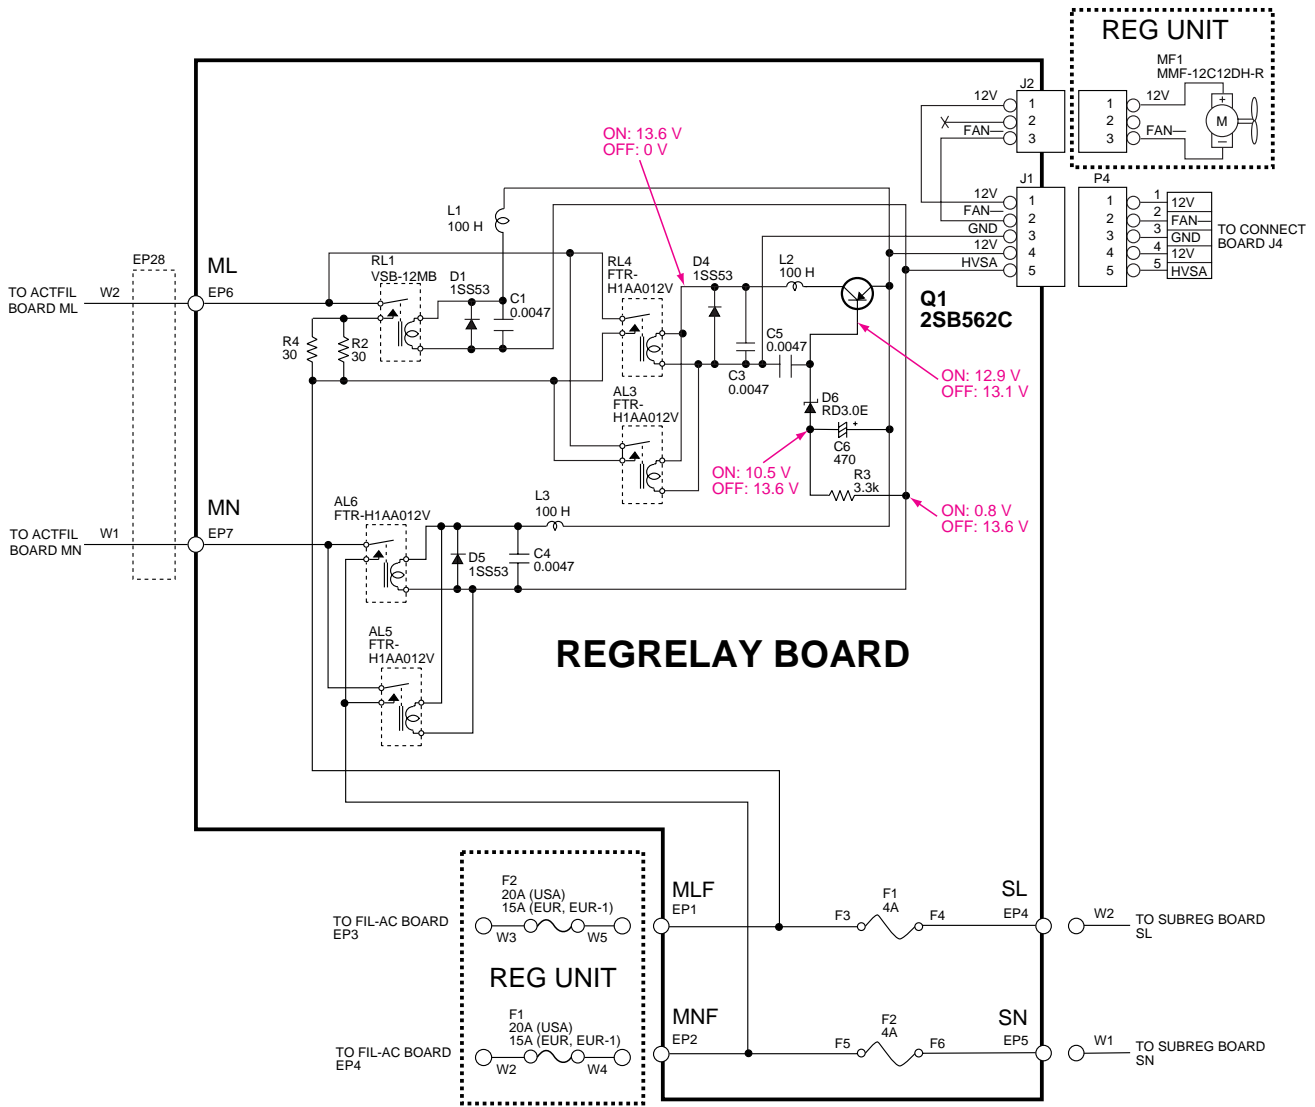 REG UNIT
MF1
MMF-12C12DH-R
12V
FAN
M
+
−
J2
12V
FAN
1
2
3
1
2
3
J1
P4
12V
FAN
GND
12V
HVSA
1
2
3
4
5
1
2
3
4
5
1 12V
2 FAN
3 GND
4 12V
5 HVSA
TO CONNECT
BOARD J4
ON: 13.6 V
OFF: 0 V
L1
100 H
EP28
ML
RL1
VSB-12MB
D1
1SS53
C1
0.0047
RL4
FTR-
H1AA012V
D4
1SS53
L2
100 H
Q1
2SB562C
TO ACTFIL
BOARD ML
W2
EP6
R4
30
R2
30
C5
0.0047
C3
0.0047
ON: 12.9 V
OFF: 13.1 V
AL3
FTR-
H1AA012V
D6
RD3.0E
+
C6
470
ON: 10.5 V
OFF: 13.6 V
R3
3.3k
ON: 0.8 V
OFF: 13.6 V
MN
AL6
FTR-H1AA012V
L3
100 H
TO ACTFIL
BOARD MN
W1
EP7
D5
1SS53
C4
0.0047
AL5
FTR-
H1AA012V
REGRELAY BOARD
F2
20A (USA)
15A (EUR, EUR-1)
TO FIL-AC BOARD
EP3
W3
W5
MLF
EP1
F1
4A
F3
F4
SL
EP4
W2
TO SUBREG BOARD
SL
REG UNIT
F1
20A (USA)
15A (EUR, EUR-1)
TO FIL-AC BOARD
EP4
W2
W4
MNF
EP2
F2
4A
F5
F6
SN
EP5
W1
TO SUBREG BOARD
SN